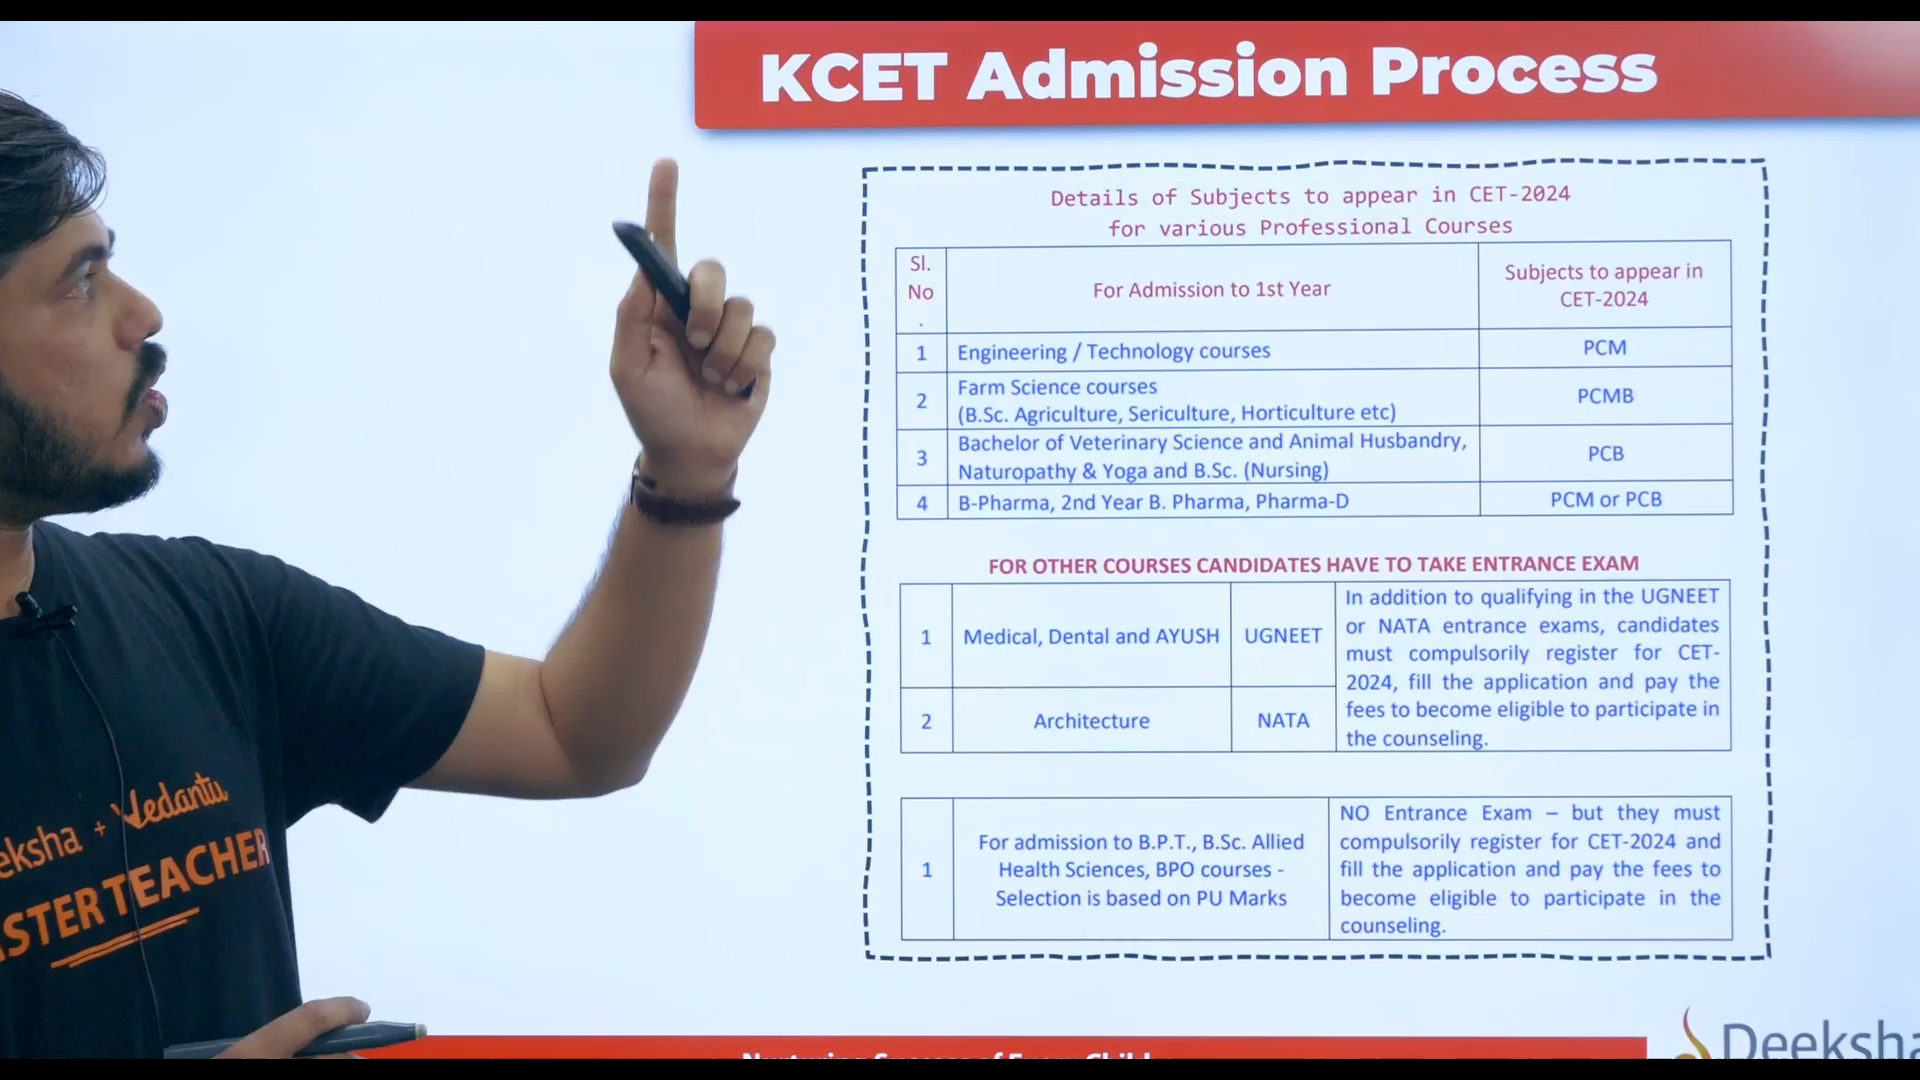 KCET Admission Process
Details of Subjects to appear in CET-2024
for various Professional Courses
Sl.
No
.
For Admission to 1st Year
Subjects to appear in
CET-2024
1
Engineering / Technology courses
PCM
2
Farm Science courses
(B.Sc. Agriculture, Sericulture, Horticulture etc)
PCMB
3
Bachelor of Veterinary Science and Animal Husbandry,
Naturopathy & Yoga and B.Sc. (Nursing)
PCB
4
B-Pharma, 2nd Year B. Pharma, Pharma-D
PCM or PCB
FOR OTHER COURSES CANDIDATES HAVE TO TAKE ENTRANCE EXAM
1
Medical, Dental and AYUSH
UGNEET
In addition to qualifying in the UGNEET
or NATA entrance exams, candidates
must compulsorily register for CET-
2024, fill the application and pay the
fees to become eligible to participate in
the counseling.
2
Architecture
NATA
1
For admission to B.P.T., B.Sc. Allied
Health Sciences, BPO courses -
Selection is based on PU Marks
NO Entrance Exam – but they must
compulsorily register for CET-2024 and
fill the application and pay the fees to
become eligible to participate in the
counseling.
eksha + Vedantu
STER TEACHER
Deeksha